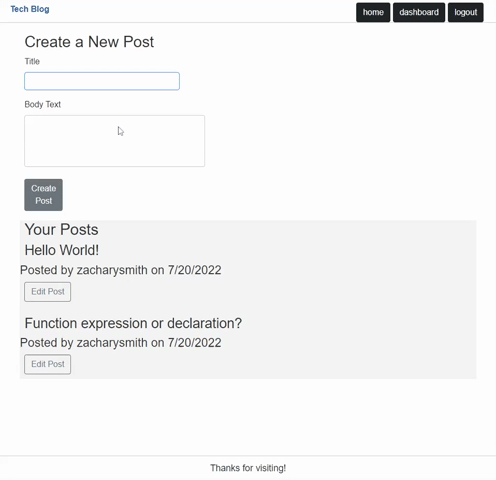 Tech Blog
home dashboard logout
Create a New Post
Title
Body Text
Create
Post
Your Posts
Hello World!
Posted by zacharysmith on 7/20/2022
Edit Post
Function expression or declaration?
Posted by zacharysmith on 7/20/2022
Edit Post
Thanks for visiting!